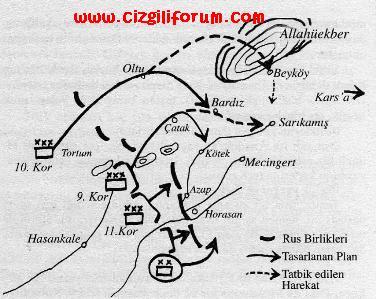 www.cizgiliforum.com
Allahüekber
Oltu
Beyköy
Bardız
Kars'a
Çatak
Sarıkamış
10. Kor
Tortum
Kötek
Mecingert
9. Kor
Azap
11. Kor
Horasan
Hasankale
Rus Birlikleri
Tasarlanan Plan
Tatbik edilen
Harekat